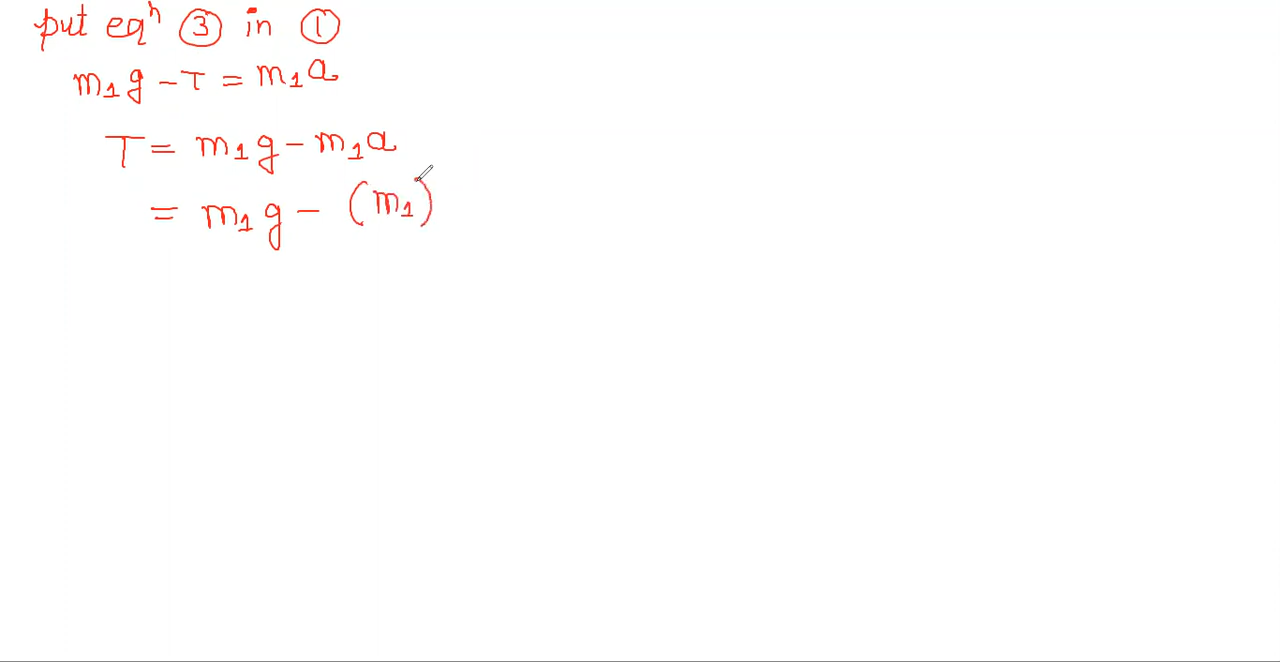 put eqⁿ ③ in ①
m₁g - T = m₁a
T = m₁g - m₁a
= m₁g - (m₁)